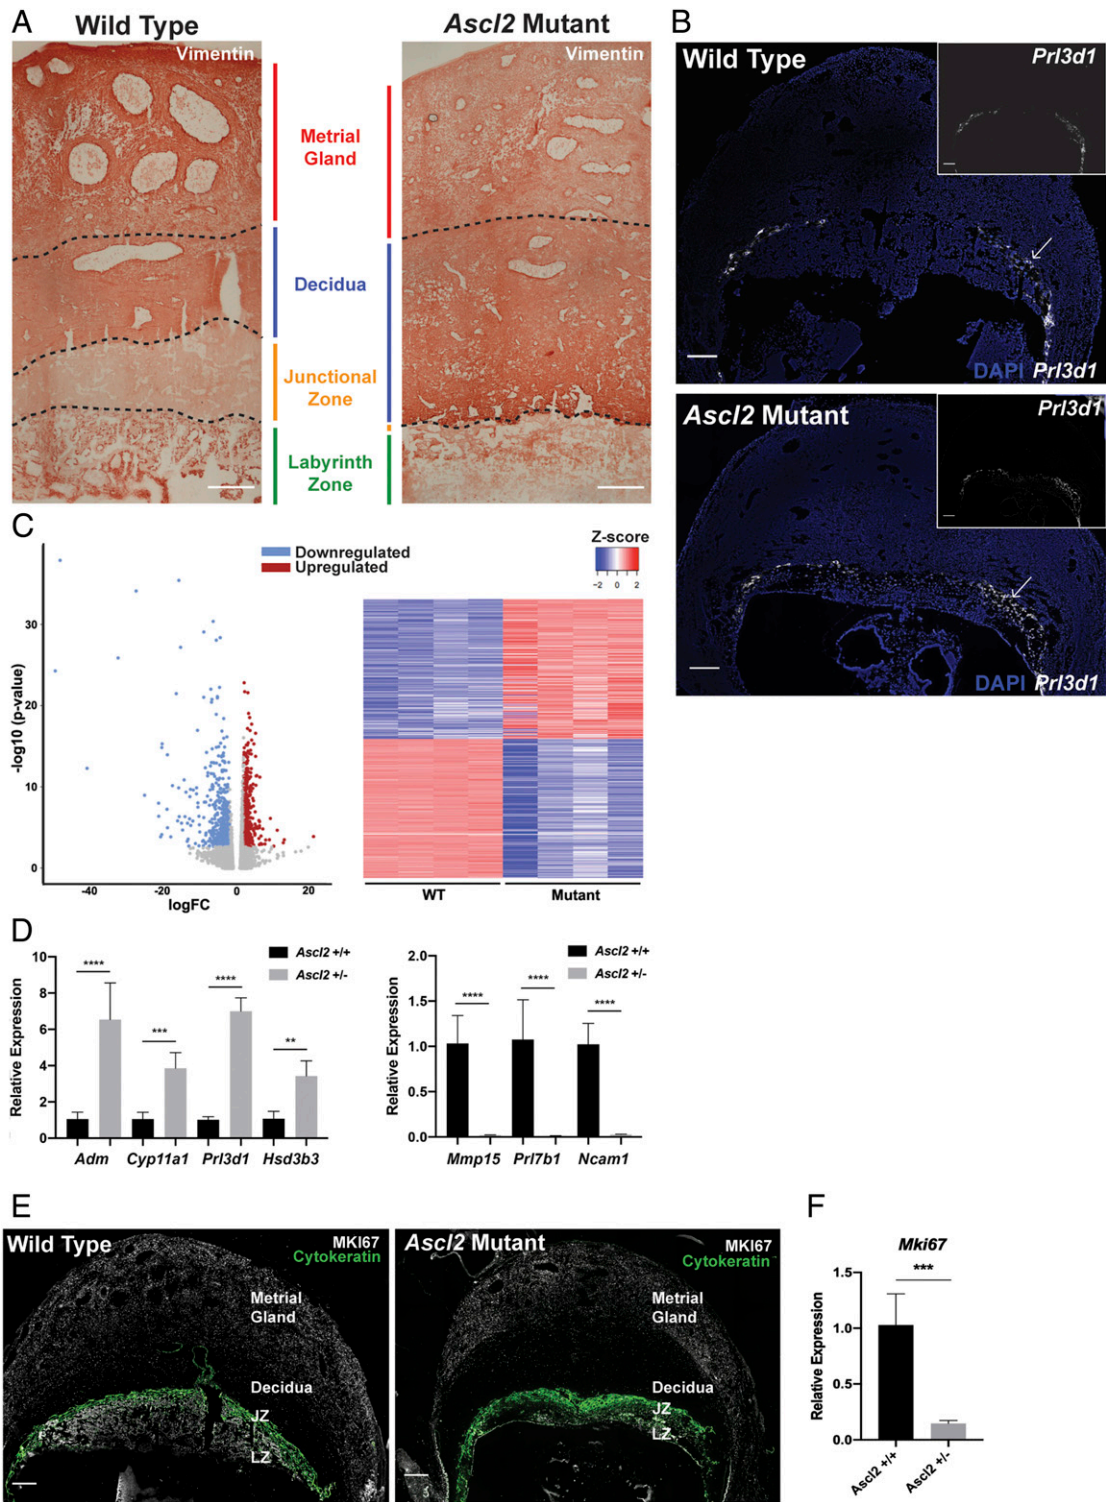 A
Wild Type
Ascl2 Mutant
Vimentin
Vimentin
Metrial
Gland
Decidua
Junctional
Zone
Labyrinth
Zone
B
Wild Type
Prl3d1
DAPI Prl3d1
Ascl2 Mutant
Prl3d1
DAPI Prl3d1
C
Downregulated
Upregulated
-log10 (p-value)
30
20
10
0
-40
-20
0
20
logFC
Z-score
-2 0 2
WT
Mutant
D
Relative Expression
10
8
6
4
2
0
Ascl2 +/+
Ascl2 +/-
****
***
****
**
Adm
Cyp11a1
Prl3d1
Hsd3b3
Relative Expression
2.0
1.5
1.0
0.5
0.0
Ascl2 +/+
Ascl2 +/-
****
****
****
Mmp15
Prl7b1
Ncam1
E
Wild Type
MKI67
Cytokeratin
Metrial
Gland
Decidua
JZ
LZ
Ascl2 Mutant
MKI67
Cytokeratin
Metrial
Gland
Decidua
JZ
LZ
F
Mki67
***
Relative Expression
1.5
1.0
0.5
0.0
Ascl2 +/+
Ascl2 +/-